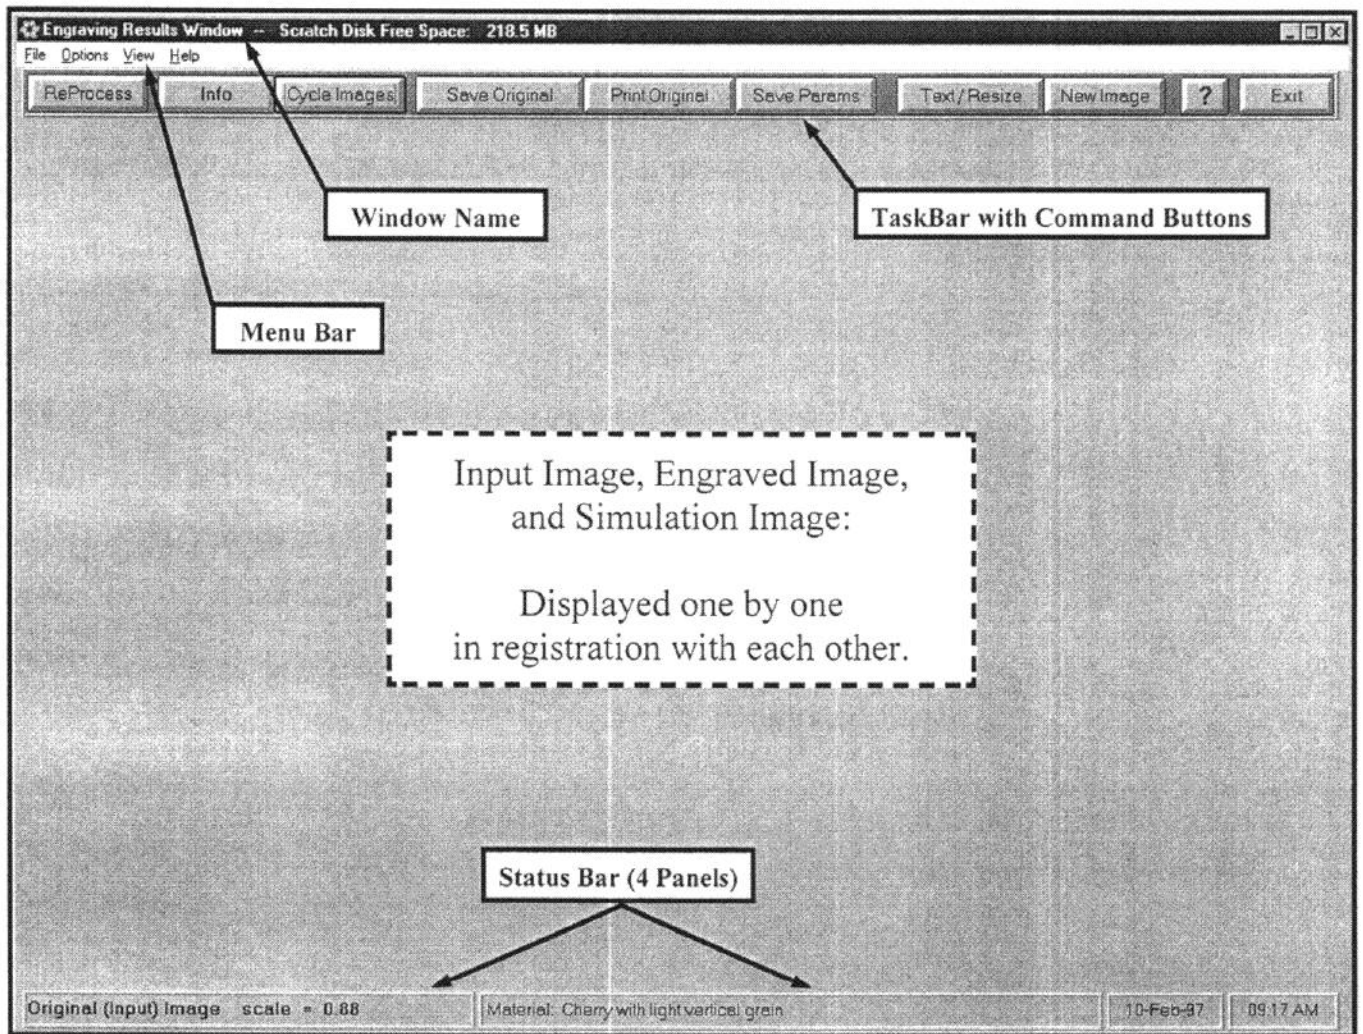 Engraving Results Window -- Scratch Disk Free Space: 218.5 MB
File Options View Help
ReProcess Info Cycle Images Save Original Print Original Save Params Text/Resize New Image ? Exit
Window Name
TaskBar with Command Buttons
Menu Bar
Input Image, Engraved Image,
and Simulation Image:
Displayed one by one
in registration with each other.
Status Bar (4 Panels)
Original (Input) Image scale = 0.88 Material: Cherry with light vertical grain 10-Feb-97 09:17 AM